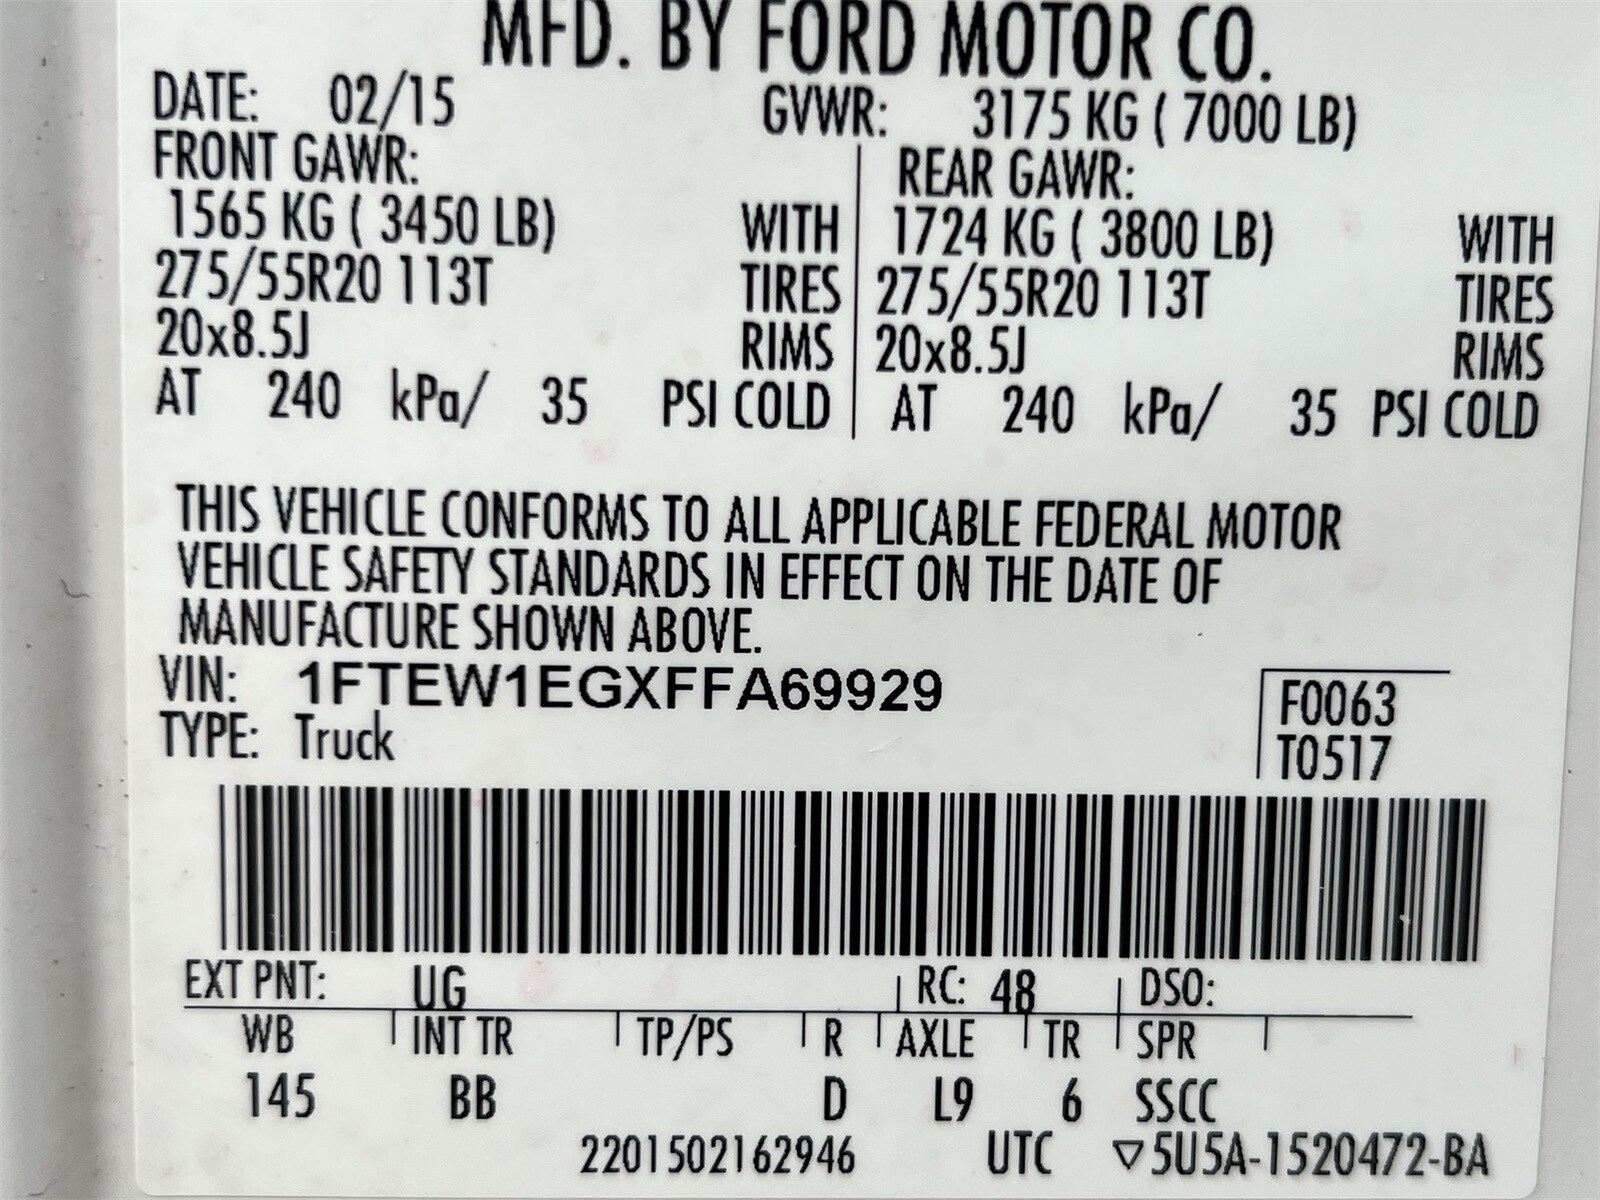 MFD. BY FORD MOTOR CO.
DATE: 02/15 GVWR: 3175 KG ( 7000 LB)
FRONT GAWR: REAR GAWR:
1565 KG ( 3450 LB) WITH 1724 KG ( 3800 LB) WITH
275/55R20 113T TIRES 275/55R20 113T TIRES
20x8.5J RIMS 20x8.5J RIMS
AT 240 kPa/ 35 PSI COLD AT 240 kPa/ 35 PSI COLD
THIS VEHICLE CONFORMS TO ALL APPLICABLE FEDERAL MOTOR
VEHICLE SAFETY STANDARDS IN EFFECT ON THE DATE OF
MANUFACTURE SHOWN ABOVE.
VIN: 1FTEW1EGXFFA69929 F0063
TYPE: Truck T0517
EXT PNT: UG RC: 48 DSO:
WB INT TR TP/PS R AXLE TR SPR
145 BB D L9 6 SSCC
2201502162946 UTC ▽5U5A-1520472-BA